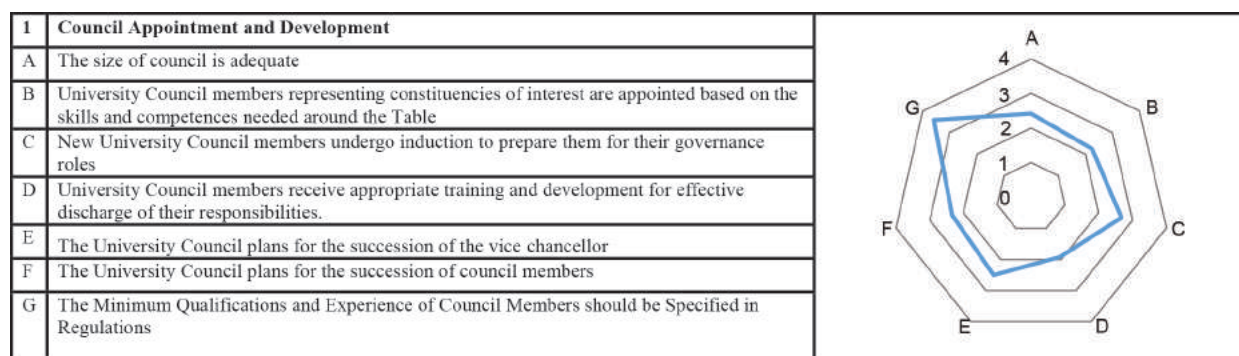 1 Council Appointment and Development
A The size of council is adequate
B University Council members representing constituencies of interest are appointed based on the
skills and competences needed around the Table
C New University Council members undergo induction to prepare them for their governance
roles
D University Council members receive appropriate training and development for effective
discharge of their responsibilities.
E The University Council plans for the succession of the vice chancellor
F The University Council plans for the succession of council members
G The Minimum Qualifications and Experience of Council Members should be Specified in
Regulations
A
4
3
G
B
2
1
0
F
C
E
D